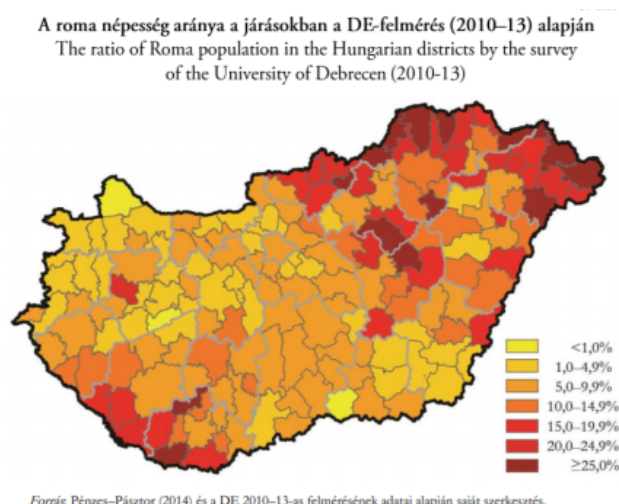 A roma népesség aránya a járásokban a DE-felmérés (2010–13) alapján
The ratio of Roma population in the Hungarian districts by the survey
of the University of Debrecen (2010-13)
<1,0%
1,0–4,9%
5,0–9,9%
10,0–14,9%
15,0–19,9%
20,0–24,9%
≥25,0%
Forrás: Pénzes–Pásztor (2014) és a DE 2010–13-as felmérésének adatai alapján saját szerkesztés.